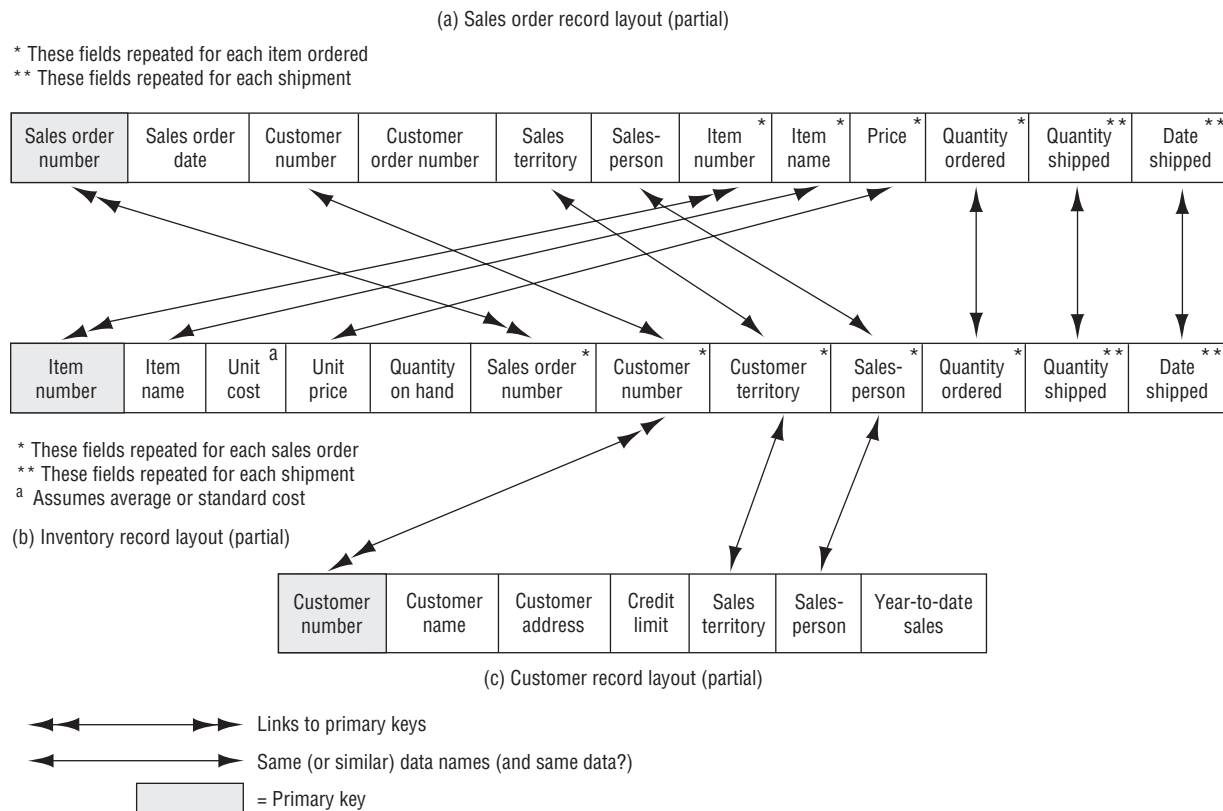 (a) Sales order record layout (partial)
* These fields repeated for each item ordered
** These fields repeated for each shipment
Sales order number
Sales order date
Customer number
Customer order number
Sales territory
Sales-person
Item number *
Item name *
Price *
Quantity ordered *
Quantity shipped **
Date shipped **
Item number
Item name
Unit cost a
Unit price
Quantity on hand
Sales order number *
Customer number *
Customer territory *
Sales-person *
Quantity ordered *
Quantity shipped **
Date shipped **
* These fields repeated for each sales order
** These fields repeated for each shipment
a Assumes average or standard cost
(b) Inventory record layout (partial)
Customer number
Customer name
Customer address
Credit limit
Sales territory
Sales-person
Year-to-date sales
(c) Customer record layout (partial)
Links to primary keys
Same (or similar) data names (and same data?)
= Primary key